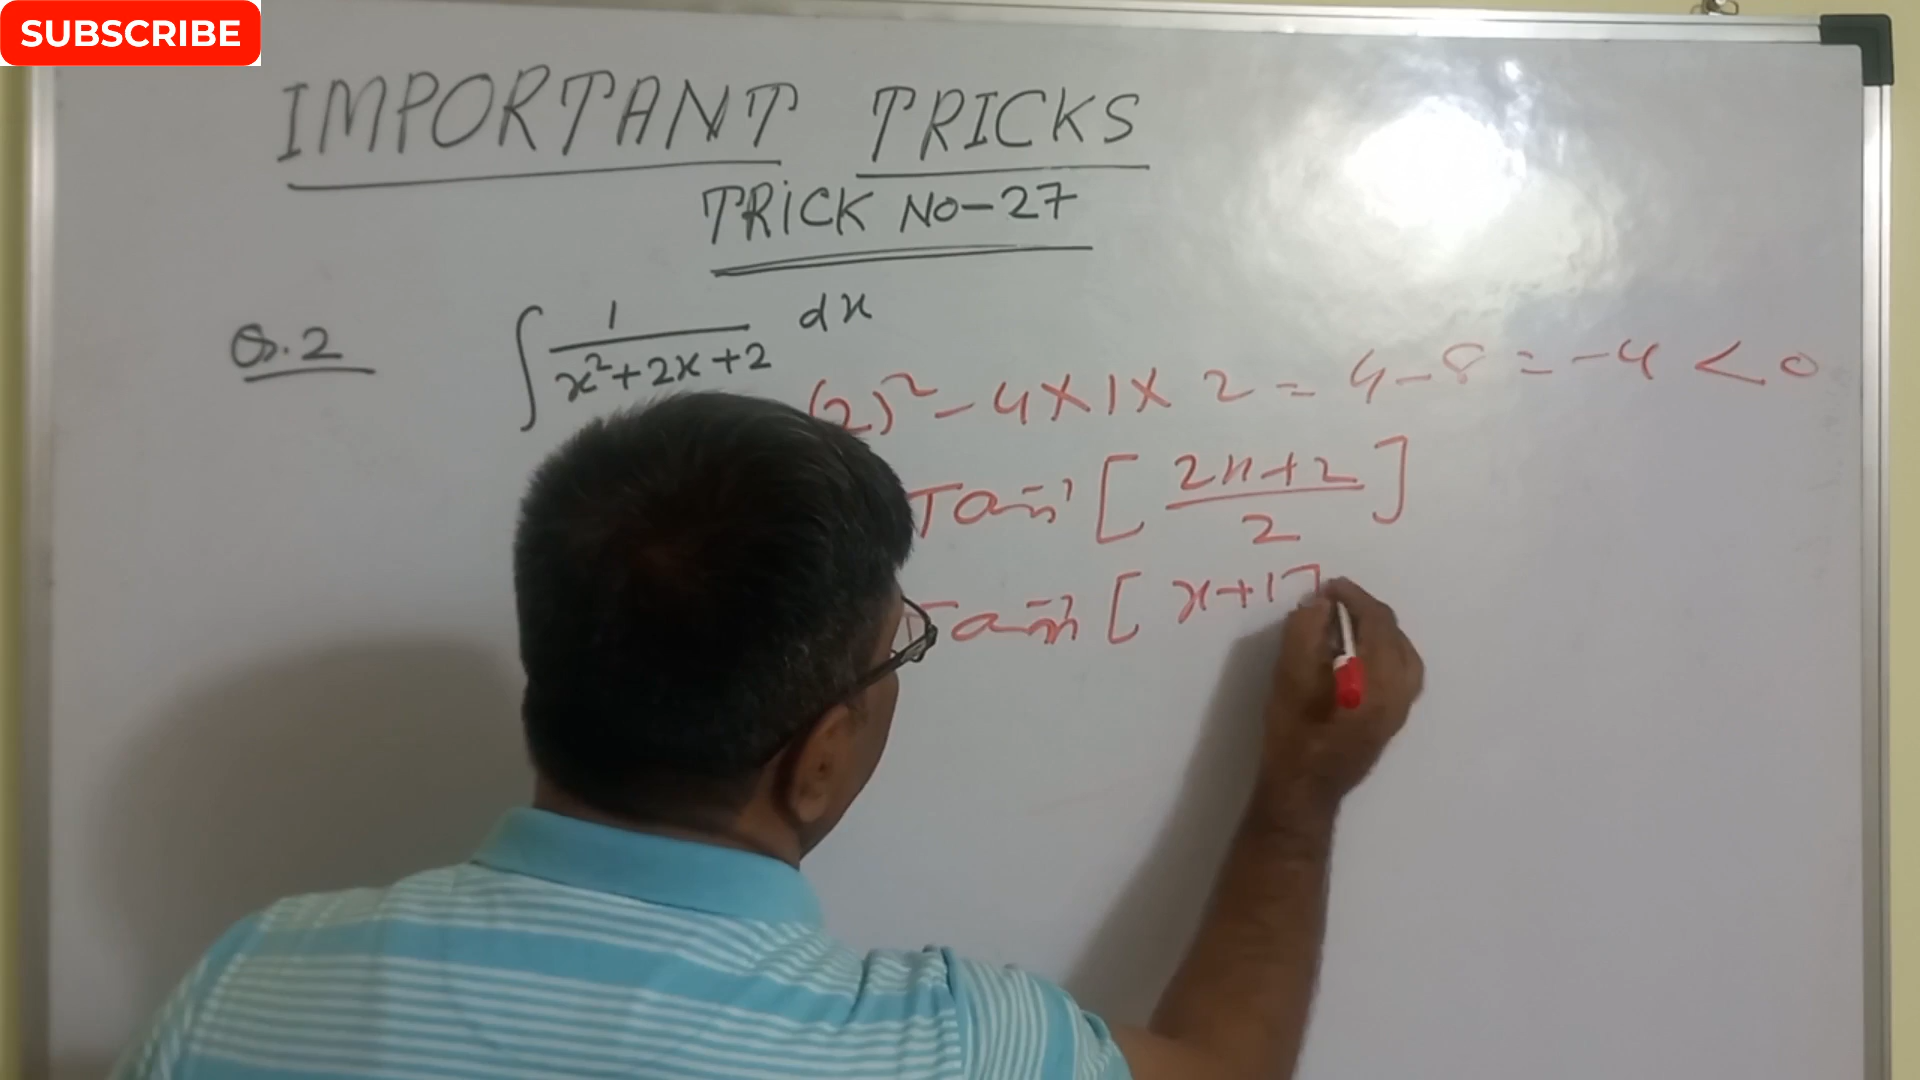 SUBSCRIBE
IMPORTANT TRICKS
TRICK NO-27
Q.2 ∫ 1/(x²+2x+2) dx
(2)² - 4×1×2 = 4-8 = -4 < 0
Tan⁻¹ [ (2x+2)/2 ]
Tan⁻¹ [ x+1 ]